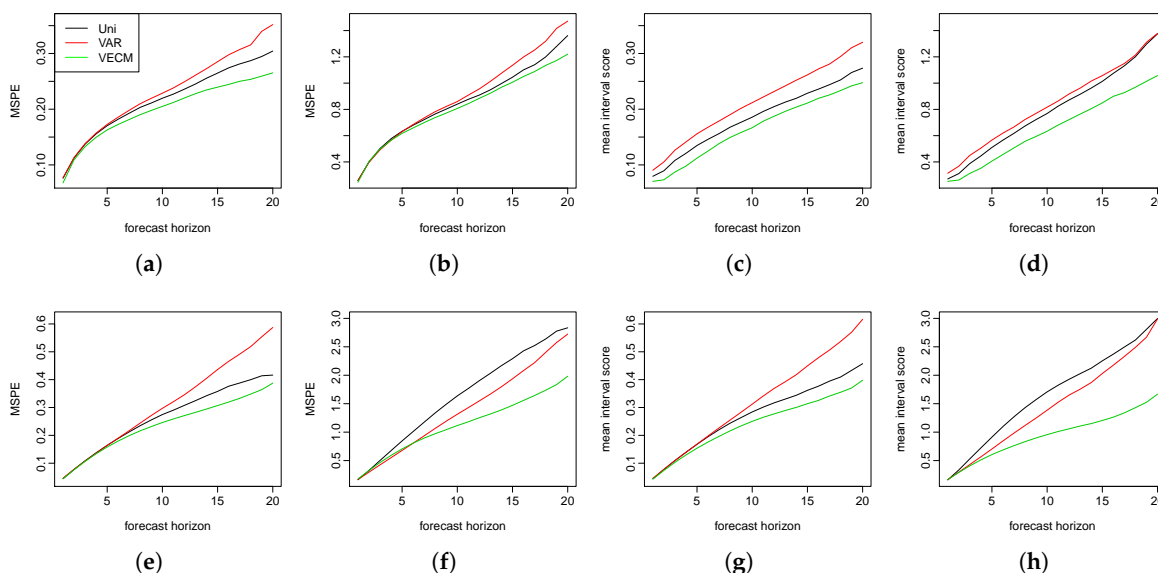 Uni
VAR
VECM
MSPE
0.10 0.20 0.30
5 10 15 20
forecast horizon
(a)
MSPE
0.4 0.8 1.2
5 10 15 20
forecast horizon
(b)
mean interval score
0.10 0.20 0.30
5 10 15 20
forecast horizon
(c)
mean interval score
0.4 0.8 1.2
5 10 15 20
forecast horizon
(d)
MSPE
0.1 0.2 0.3 0.4 0.5 0.6
5 10 15 20
forecast horizon
(e)
MSPE
0.5 1.0 1.5 2.0 2.5 3.0
5 10 15 20
forecast horizon
(f)
mean interval score
0.1 0.2 0.3 0.4 0.5 0.6
5 10 15 20
forecast horizon
(g)
mean interval score
0.5 1.0 1.5 2.0 2.5 3.0
5 10 15 20
forecast horizon
(h)